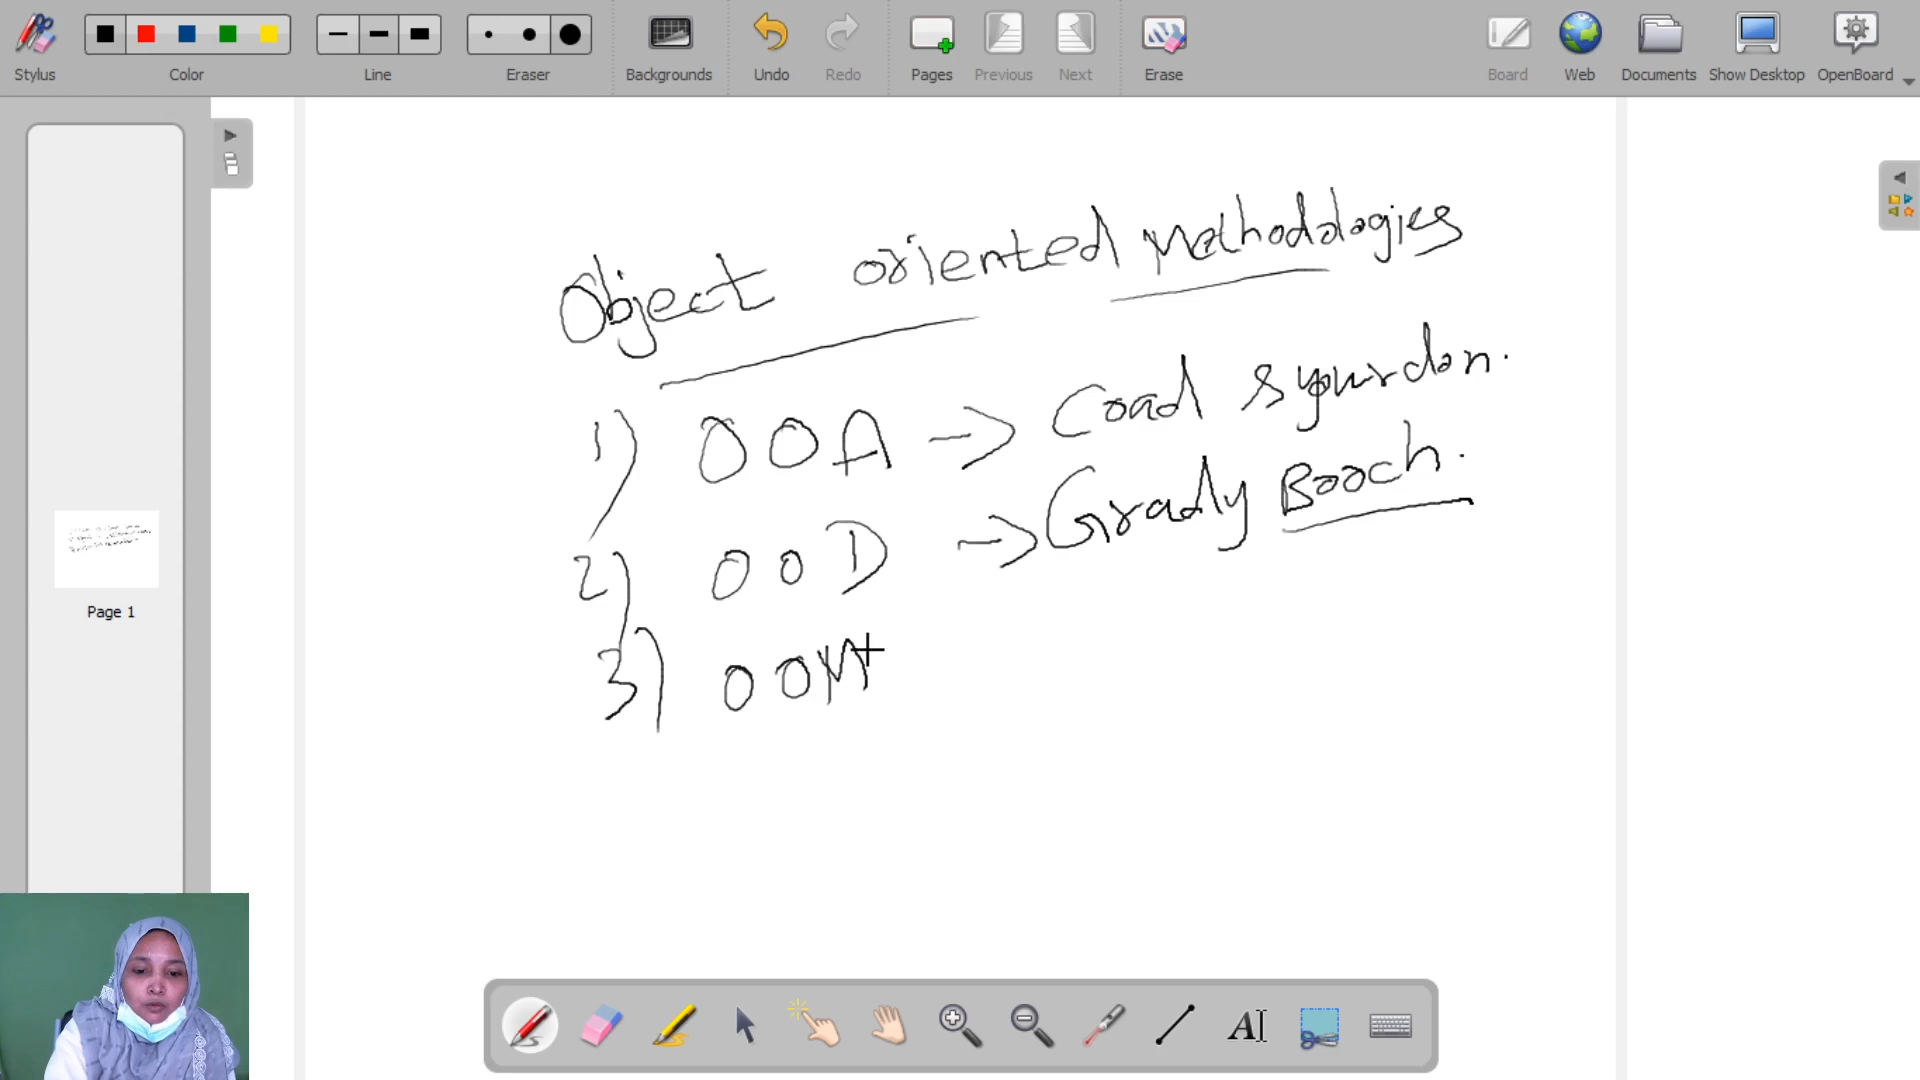 Stylus Color Line Eraser Backgrounds Undo Redo Pages Previous Next Erase Board Web Documents Show Desktop OpenBoard
Object oriented Methodologies
1) OOA -> Coad & yourdon.
2) OOD -> Grady Booch.
3) OOM
Page 1